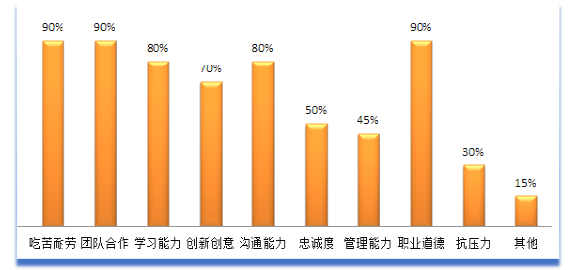 90% 90% 80% 70% 80% 50% 45% 90% 30% 15%
吃苦耐劳 团队合作 学习能力 创新创意 沟通能力 忠诚度 管理能力 职业道德 抗压力 其他